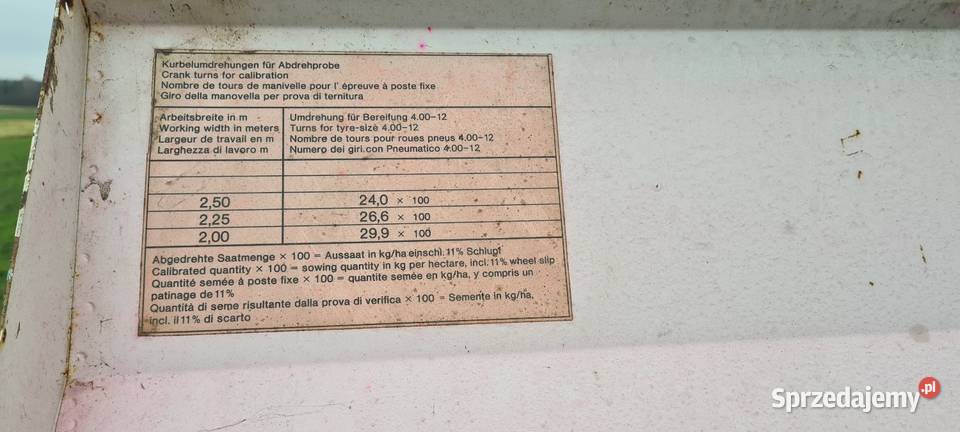 Kurbelumdrehungen für Abdrehprobe
Crank turns for calibration
Nombre de tours de manivelle pour l' épreuve à poste fixe
Giro della manovella per prova di ternitura
Arbeitsbreite in m
Working width in meters
Largeur de travail en m
Larghezza di lavoro m
Umdrehung für Bereifung 4.00-12
Turns for tyre-size 4.00-12
Nombre de tours pour roues pneus 4.00-12
Numero dei giri con Pneumatico 4.00-12
2,50 24,0 × 100
2,25 26,6 × 100
2,00 29,9 × 100
Abgedrehte Saatmenge × 100 = Aussaat in kg/ha einschl. 11% Schlupf
Calibrated quantity × 100 = sowing quantity in kg per hectare, incl. 11% wheel slip
Quantité semée à poste fixe × 100 = quantite semée en kg/ha, y compris un
patinage de 11%
Quantità di seme risultante dalla prova di verifica × 100 = Semente in kg/ha,
incl. il 11% di scarto
Sprzedajemy.pl